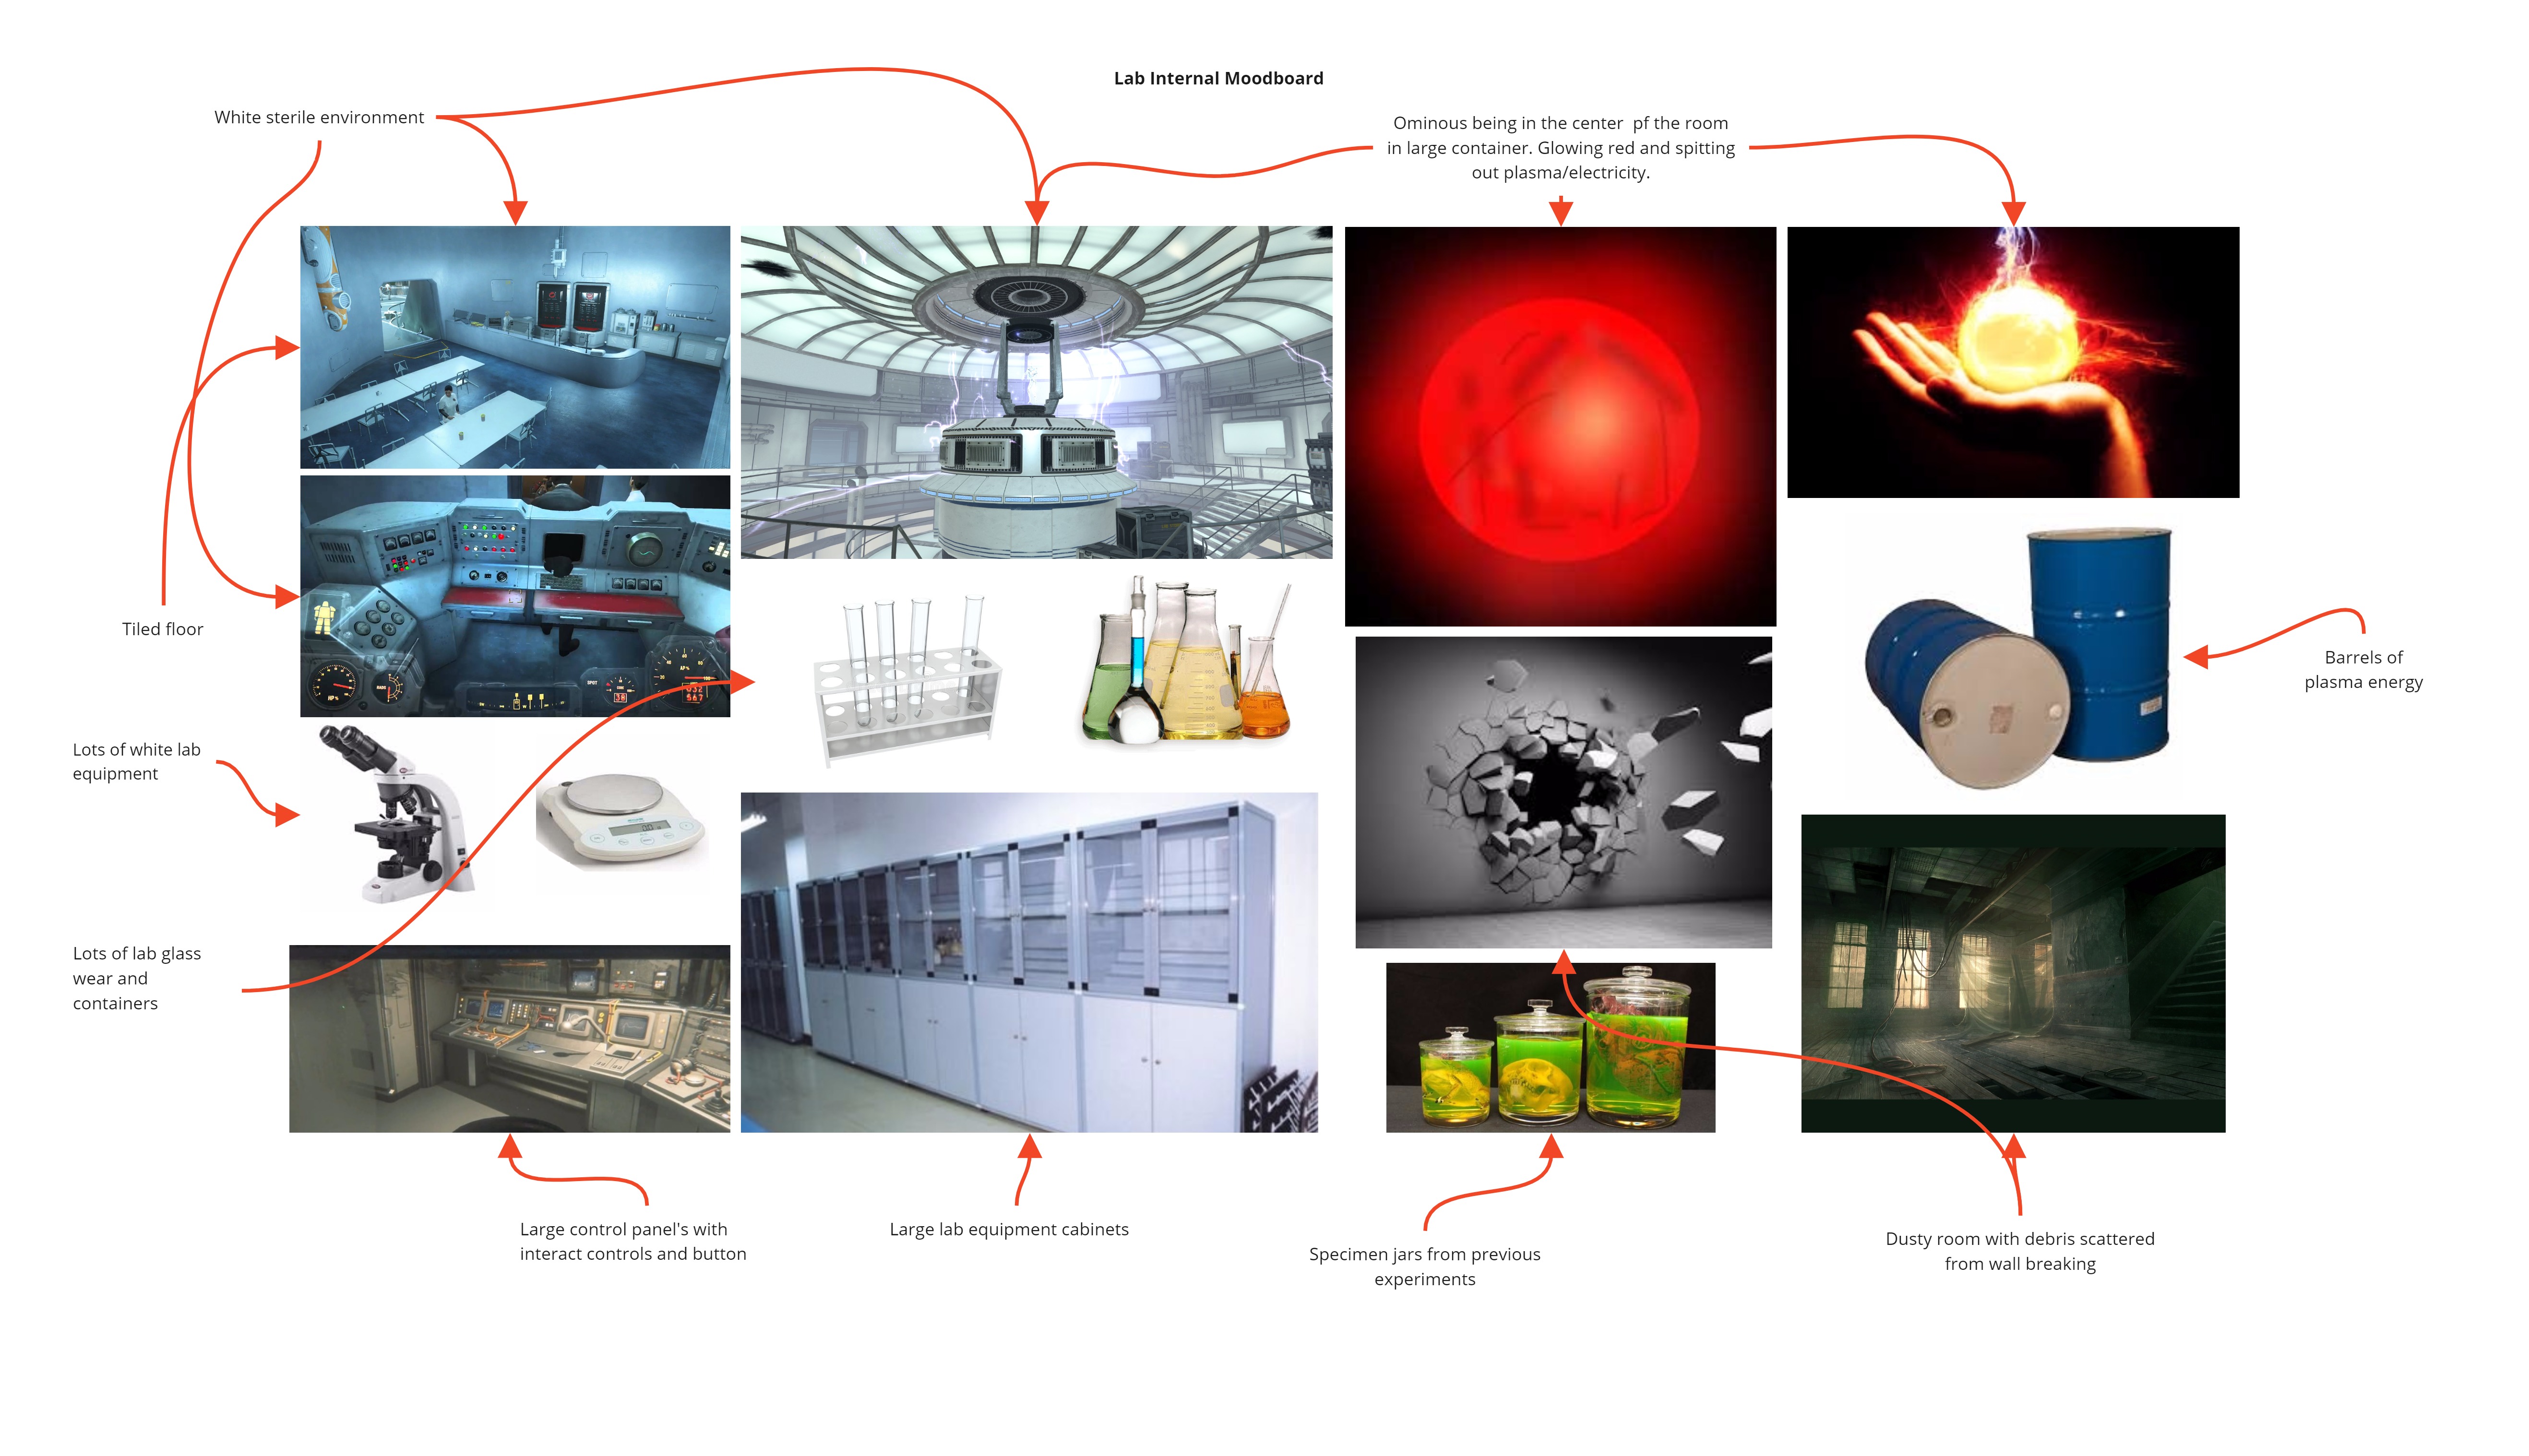 Lab Internal Moodboard
White sterile environment
Ominous being in the center  pf the room
in large container. Glowing red and spitting
out plasma/electricity.
Tiled floor
Barrels of
plasma energy
Lots of white lab
equipment
Lots of lab glass
wear and
containers
Large control panel's with
interact controls and button
Large lab equipment cabinets
Specimen jars from previous
experiments
Dusty room with debris scattered
from wall breaking